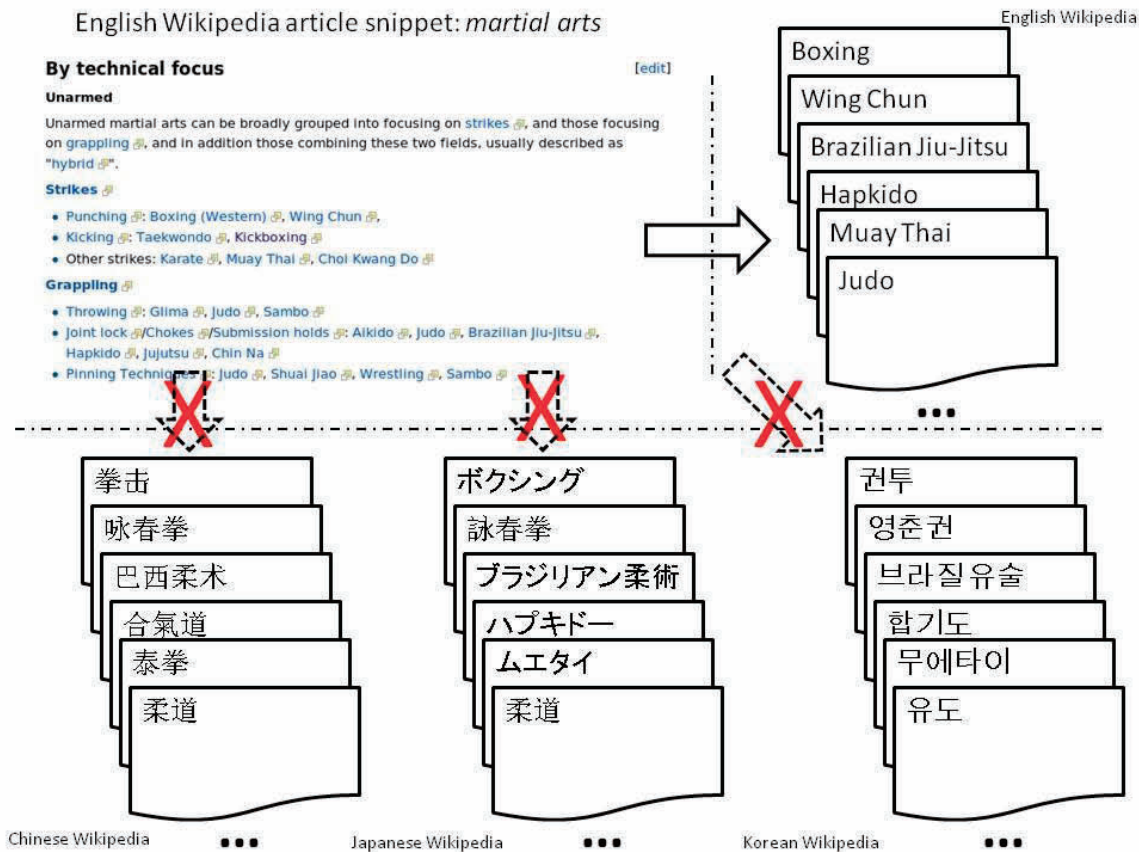 English Wikipedia article snippet: martial arts
English Wikipedia
By technical focus
[edit]
Unarmed
Unarmed martial arts can be broadly grouped into focusing on strikes, and those focusing
on grappling, and in addition those combining these two fields, usually described as
"hybrid".
Strikes
• Punching: Boxing (Western), Wing Chun,
• Kicking: Taekwondo, Kickboxing
• Other strikes: Karate, Muay Thai, Choi Kwang Do
Grappling
• Throwing: Glima, Judo, Sambo
• Joint lock/Chokes/Submission holds: Aikido, Judo, Brazilian Jiu-Jitsu,
Hapkido, Jujutsu, Chin Na
• Pinning Techniques: Judo, Shuai Jiao, Wrestling, Sambo
Boxing
Wing Chun
Brazilian Jiu-Jitsu
Hapkido
Muay Thai
Judo
...
X
X
X
拳击
咏春拳
巴西柔术
合氣道
泰拳
柔道
Chinese Wikipedia
...
ボクシング
詠春拳
ブラジリアン柔術
ハプキドー
ムエタイ
柔道
Japanese Wikipedia
...
권투
영춘권
브라질유술
합기도
무에타이
유도
Korean Wikipedia
...